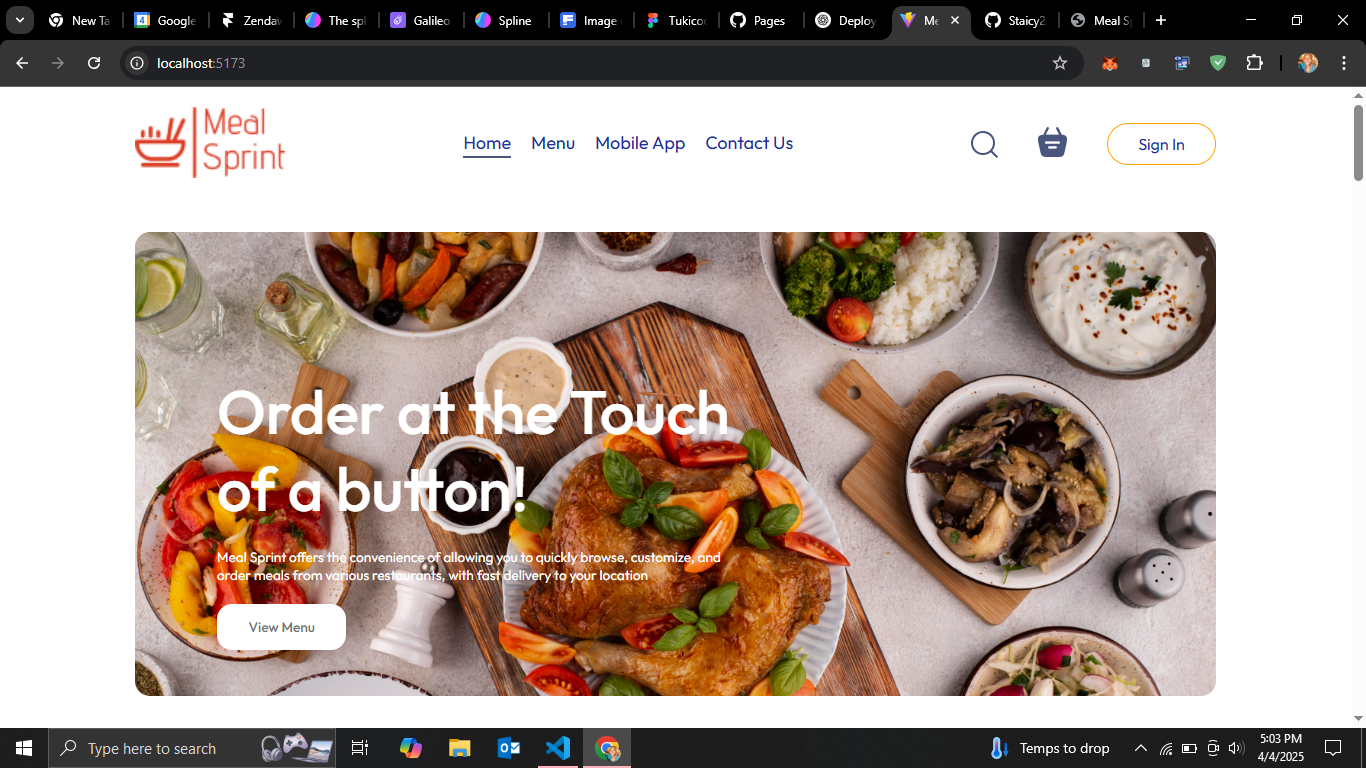 New Ta
Google
Zendav
The spl
Galileo
Spline
Image
Tukicoc
Pages
Deploy
Me
Staicy2
Meal Sp
localhost:5173
Meal
Sprint
Home
Menu
Mobile App
Contact Us
Sign In
Order at the Touch
of a button!
Meal Sprint offers the convenience of allowing you to quickly browse, customize, and
order meals from various restaurants, with fast delivery to your location
View Menu
Type here to search
Temps to drop
5:03 PM
4/4/2025